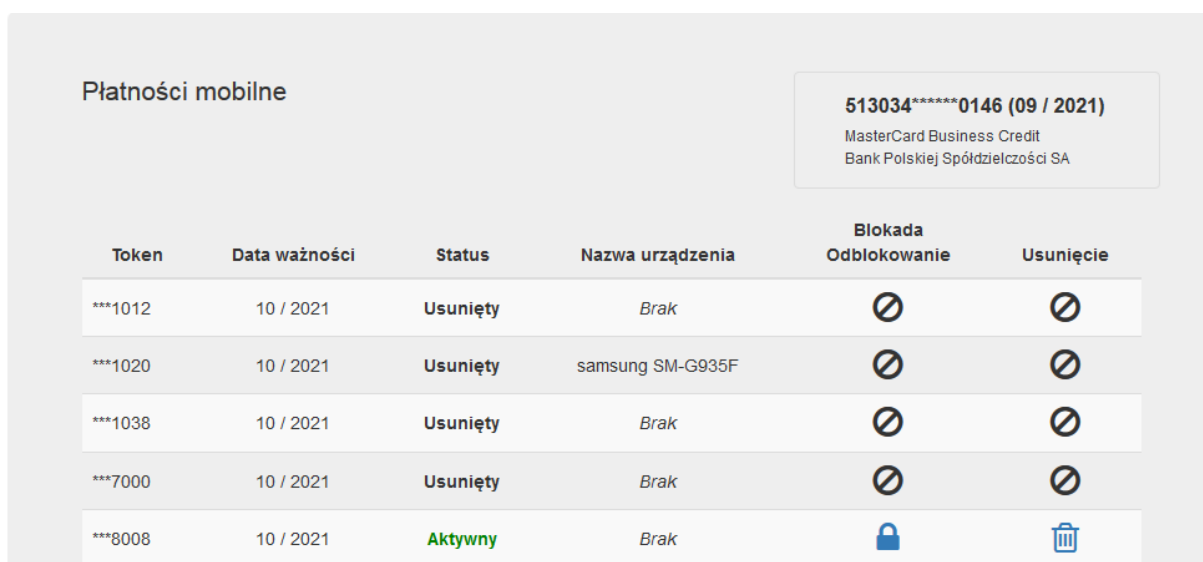 Płatności mobilne
513034******0146 (09 / 2021)
MasterCard Business Credit
Bank Polskiej Spółdzielczości SA
Token Data ważności Status Nazwa urządzenia Blokada Odblokowanie Usunięcie
***1012 10 / 2021 Usunięty Brak
***1020 10 / 2021 Usunięty samsung SM-G935F
***1038 10 / 2021 Usunięty Brak
***7000 10 / 2021 Usunięty Brak
***8008 10 / 2021 Aktywny Brak